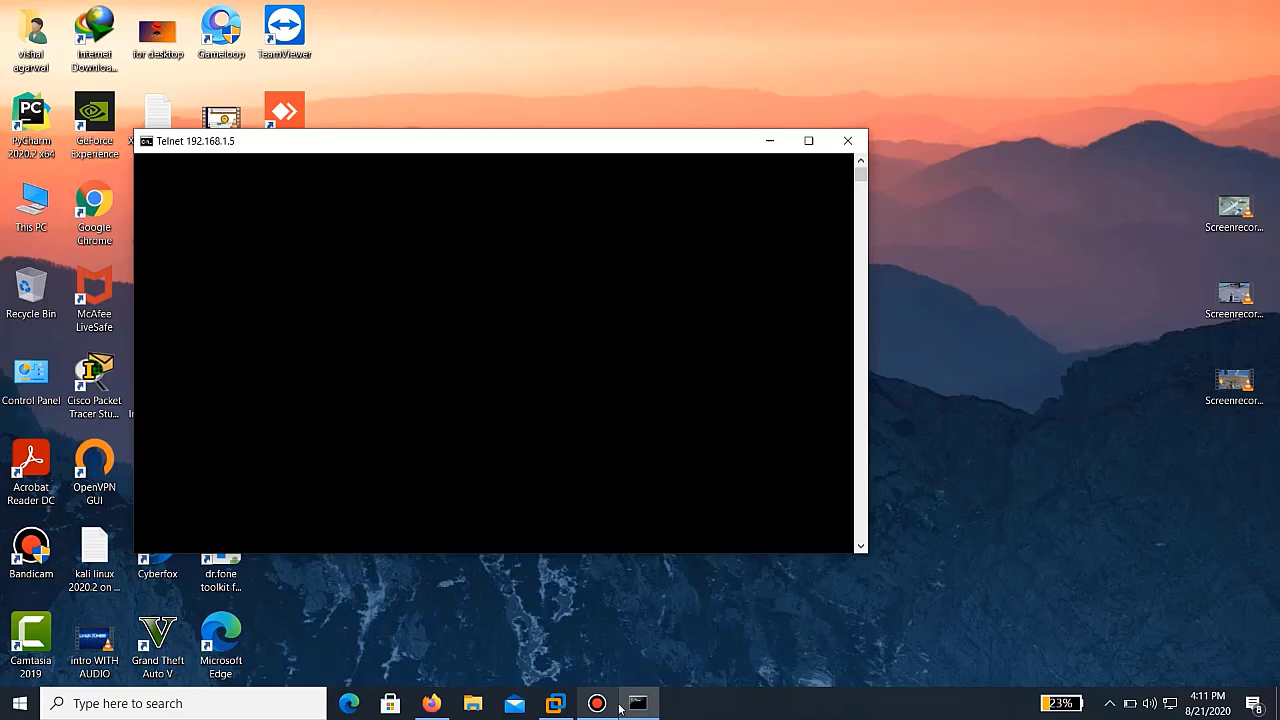 vishal
agarwal
Internet
Downloa...
for desktop
Gameloop
TeamViewer
PC
PyCharm
2020.2 x64
GeForce
Experience
Telnet 192.168.1.5
This PC
Google
Chrome
Recycle Bin
McAfee
LiveSafe
Control Panel
Cisco Packet
Tracer Stu...
Acrobat
Reader DC
OpenVPN
GUI
Bandicam
kali linux
2020.2 on ...
Cyberfox
dr.fone
toolkit f...
Camtasia
2019
intro WITH
AUDIO
Grand Theft
Auto V
Microsoft
Edge
Screenrecor...
Screenrecor...
Screenrecor...
Type here to search
23%
4:11 PM
8/21/2020
8